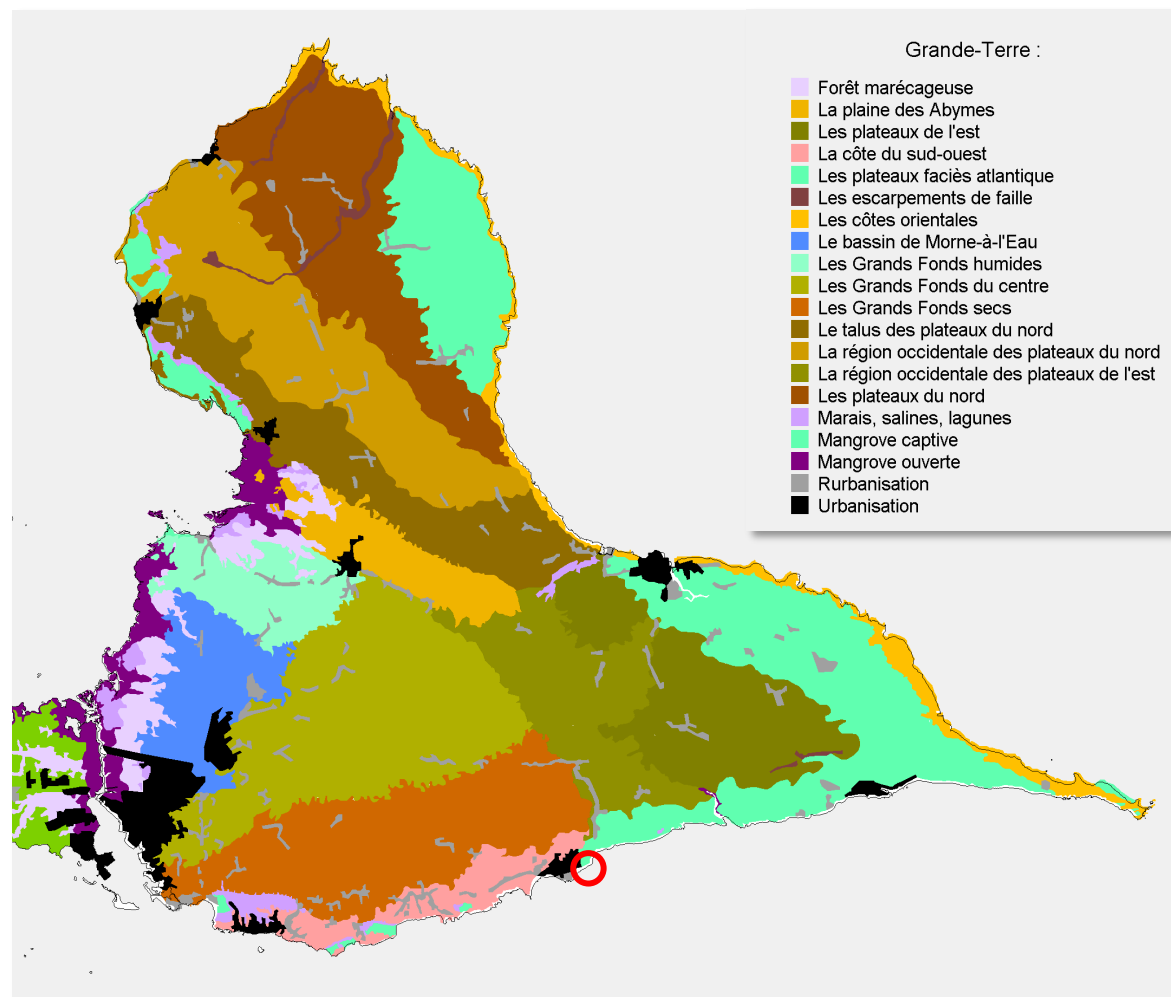 Grande-Terre :
Forêt marécageuse
La plaine des Abymes
Les plateaux de l'est
La côte du sud-ouest
Les plateaux faciès atlantique
Les escarpements de faille
Les côtes orientales
Le bassin de Morne-à-l'Eau
Les Grands Fonds humides
Les Grands Fonds du centre
Les Grands Fonds secs
Le talus des plateaux du nord
La région occidentale des plateaux du nord
La région occidentale des plateaux de l'est
Les plateaux du nord
Marais, salines, lagunes
Mangrove captive
Mangrove ouverte
Rurbanisation
Urbanisation